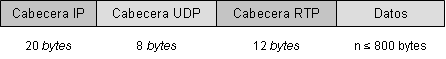 Cabecera IP Cabecera UDP Cabecera RTP Datos
20 bytes 8 bytes 12 bytes n ≤ 800 bytes